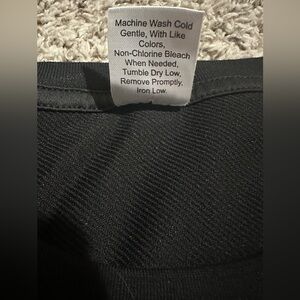 Machine Wash Cold
Gentle, With Like
Colors,
Non-Chlorine Bleach
When Needed,
Tumble Dry Low,
Remove Promptly,
Iron Low.